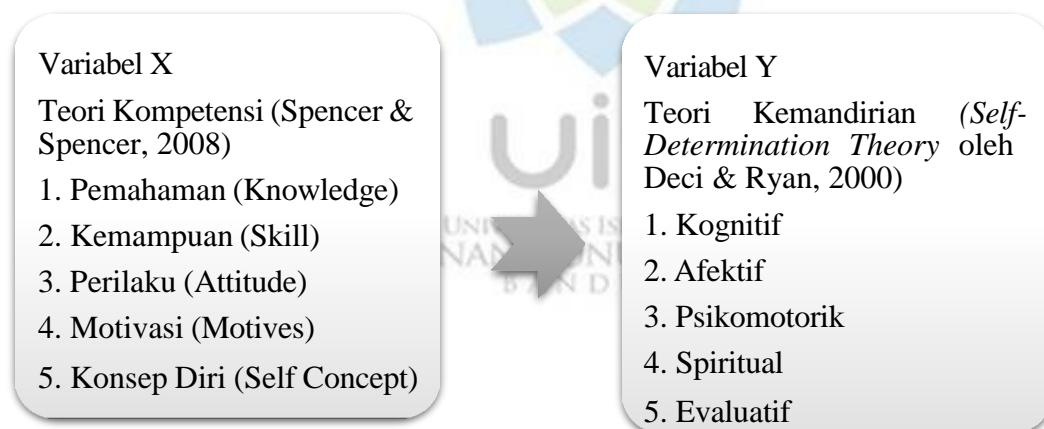 Variabel X
Teori Kompetensi (Spencer &
Spencer, 2008)
1. Pemahaman (Knowledge)
2. Kemampuan (Skill)
3. Perilaku (Attitude)
4. Motivasi (Motives)
5. Konsep Diri (Self Concept)
Variabel Y
Teori Kemandirian (Self-
Determination Theory oleh
Deci & Ryan, 2000)
1. Kognitif
2. Afektif
3. Psikomotorik
4. Spiritual
5. Evaluatif